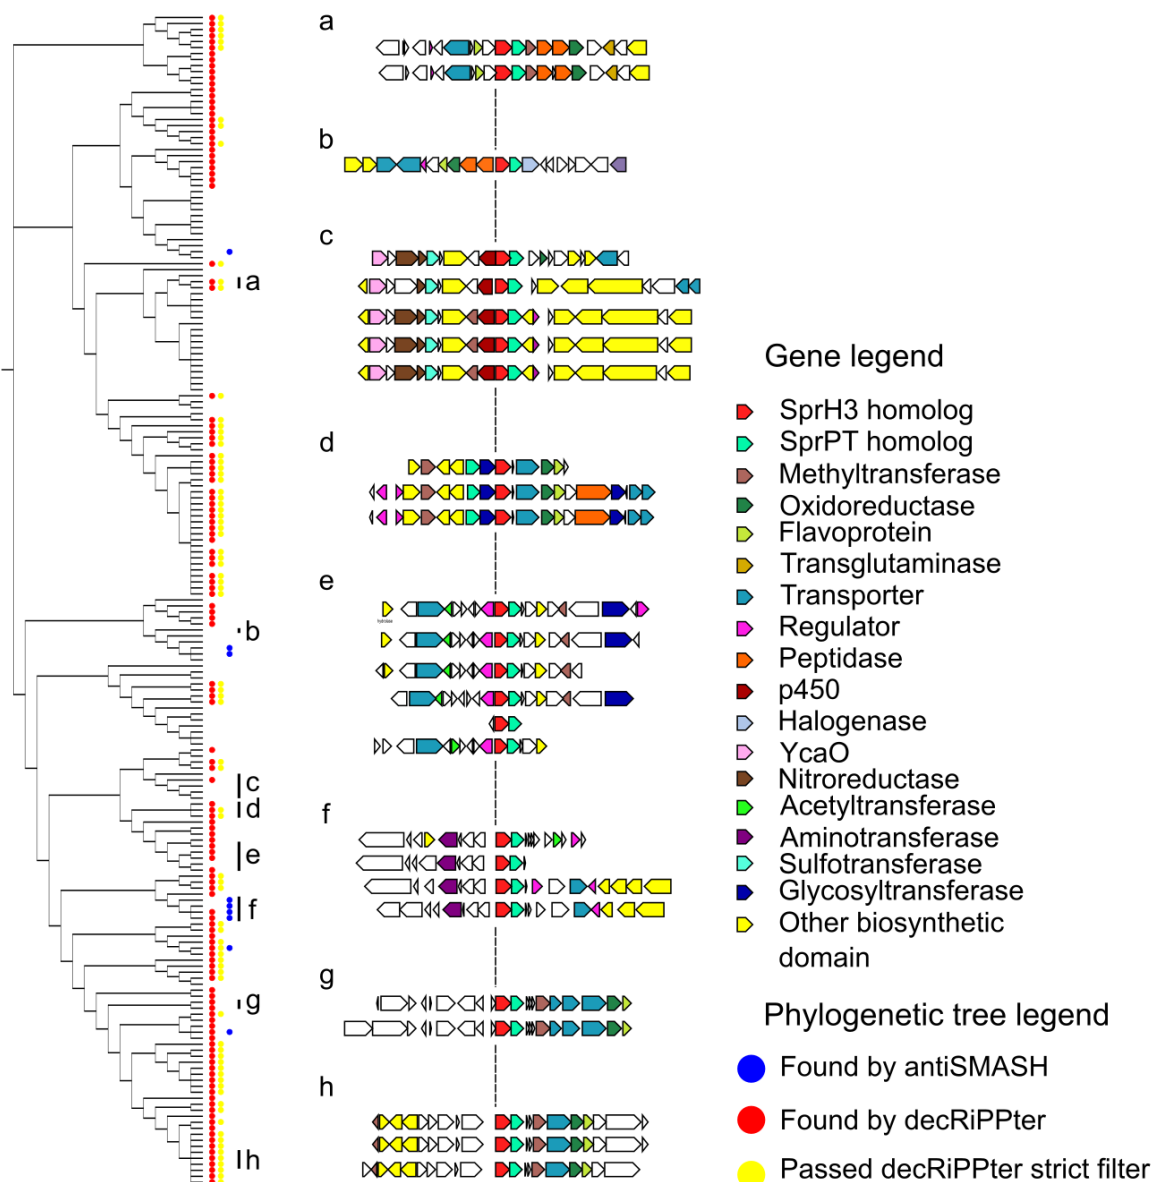 a
b
c
d
e
f
g
h
a
b
c
d
e
f
g
h
Gene legend
SprH3 homolog
SprPT homolog
Methyltransferase
Oxidoreductase
Flavoprotein
Transglutaminase
Transporter
Regulator
Peptidase
p450
Halogenase
YcaO
Nitroreductase
Acetyltransferase
Aminotransferase
Sulfotransferase
Glycosyltransferase
Other biosynthetic
domain
Phylogenetic tree legend
Found by antiSMASH
Found by decRiPPter
Passed decRiPPter strict filter